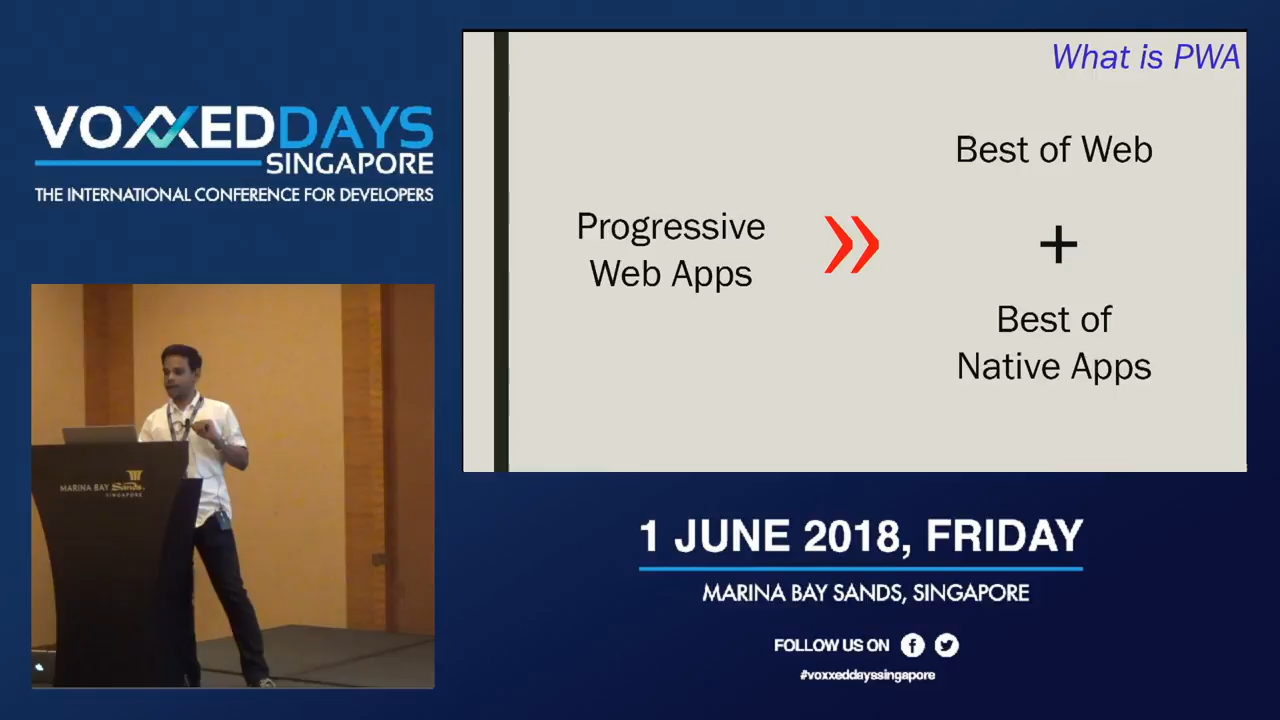 VOXXEDDAYS
SINGAPORE
THE INTERNATIONAL CONFERENCE FOR DEVELOPERS
What is PWA
Progressive
Web Apps
Best of Web
+
Best of
Native Apps
MARINA BAY Sands.
SINGAPORE
1 JUNE 2018, FRIDAY
MARINA BAY SANDS, SINGAPORE
FOLLOW US ON
#voxxeddayssingapore